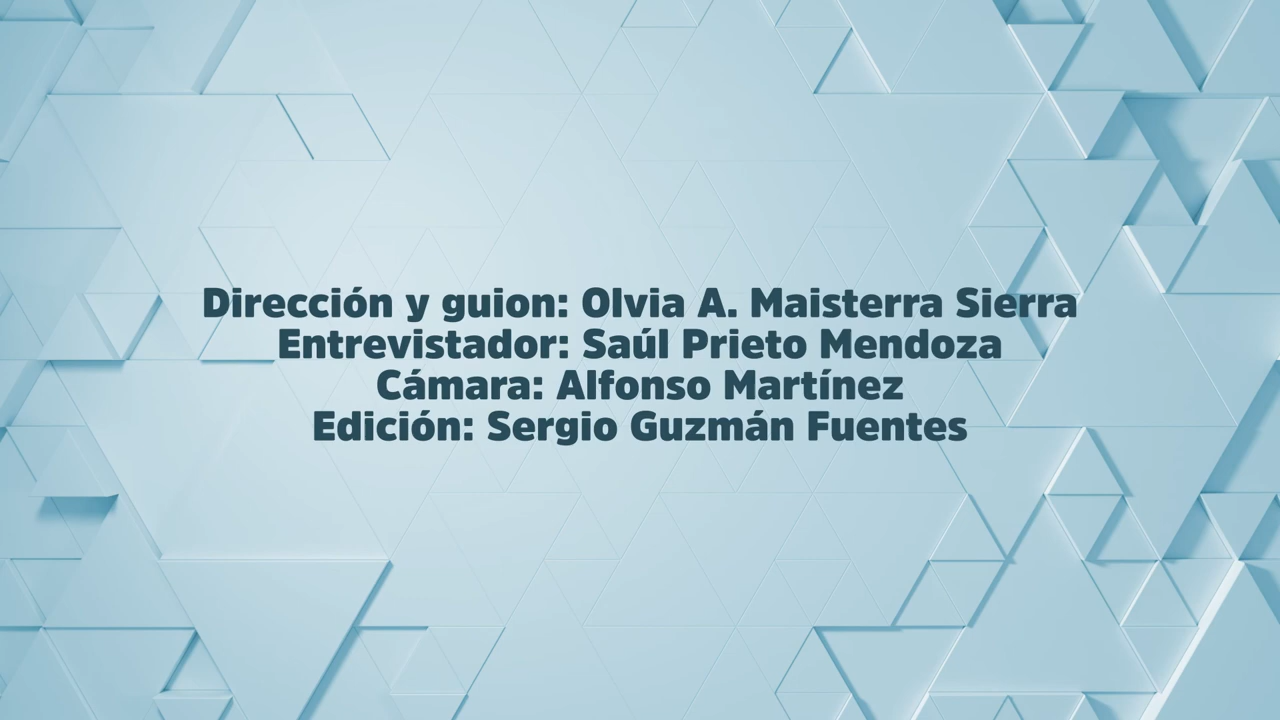 Dirección y guion: Olvia A. Maisterra Sierra
Entrevistador: Saúl Prieto Mendoza
Cámara: Alfonso Martínez
Edición: Sergio Guzmán Fuentes